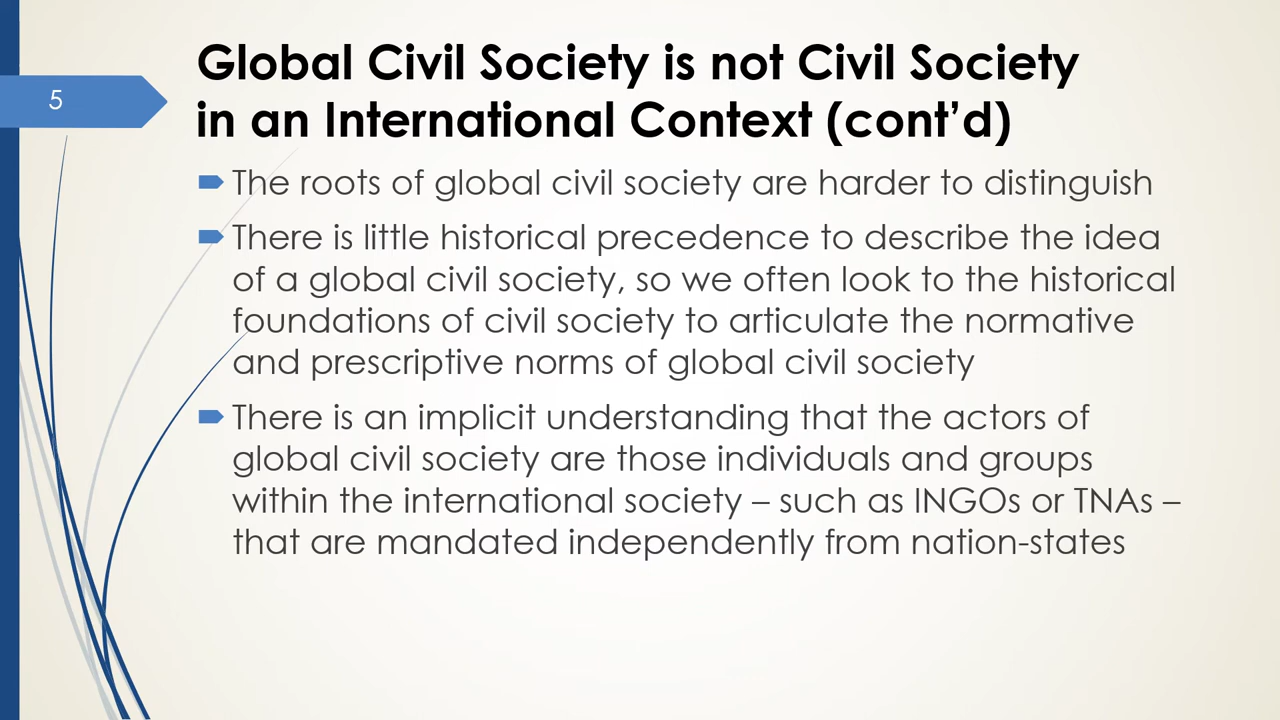 5
Global Civil Society is not Civil Society
in an International Context (cont’d)
The roots of global civil society are harder to distinguish
There is little historical precedence to describe the idea
of a global civil society, so we often look to the historical
foundations of civil society to articulate the normative
and prescriptive norms of global civil society
There is an implicit understanding that the actors of
global civil society are those individuals and groups
within the international society – such as INGOs or TNAs –
that are mandated independently from nation-states